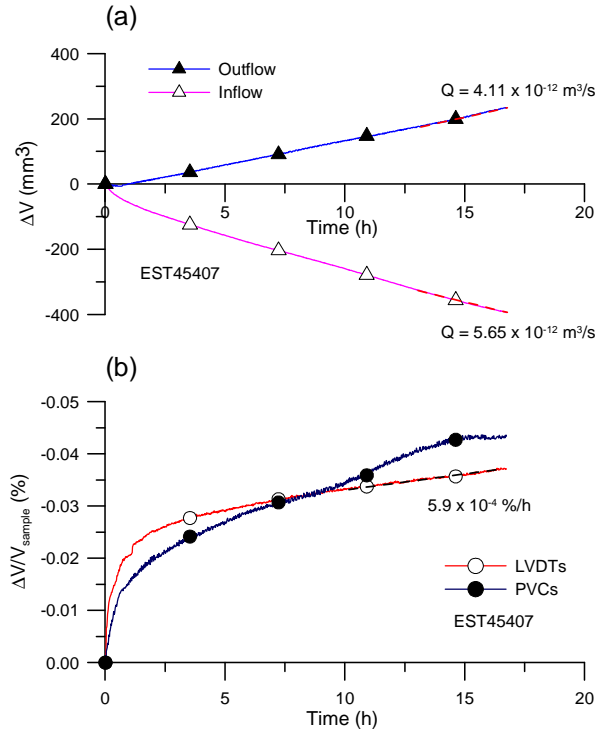 (a)
400
200
0
-200
-400
ΔV (mm3)
Outflow
Inflow
Q = 4.11 x 10-12 m3/s
0
5
10
15
20
Time (h)
EST45407
Q = 5.65 x 10-12 m3/s
(b)
-0.05
-0.04
-0.03
-0.02
-0.01
0.00
ΔV/Vsample (%)
5.9 x 10-4 %/h
LVDTs
PVCs
EST45407
0
5
10
15
20
Time (h)